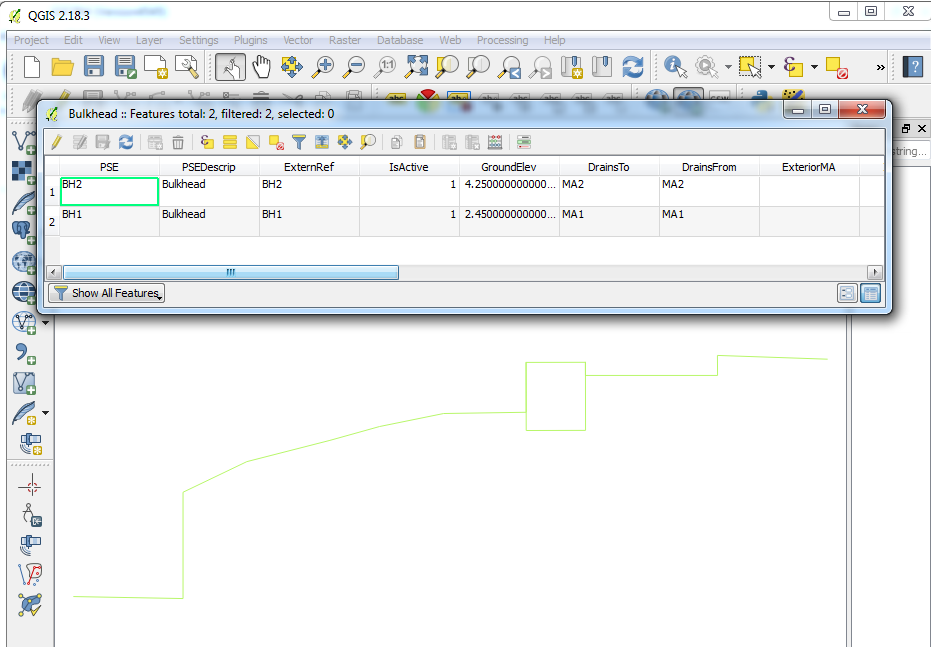 QGIS 2.18.3
Project Edit View Layer Settings Plugins Vector Raster Database Web Processing Help
1:1
»
?
Bulkhead :: Features total: 2, filtered: 2, selected: 0
string...
PSE PSEDescrip ExternRef IsActive GroundElev DrainsTo DrainsFrom ExteriorMA
1 BH2 Bulkhead BH2 1 4.250000000000... MA2 MA2
2 BH1 Bulkhead BH1 1 2.450000000000... MA1 MA1
Show All Features